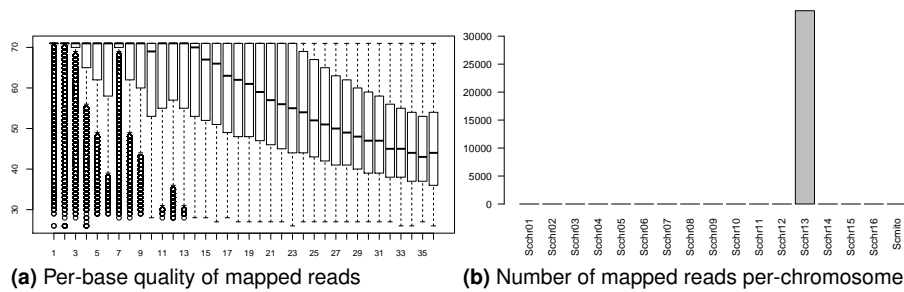 70
60
50
40
30
1 3 5 7 9 11 13 15 17 19 21 23 25 27 29 31 33 35
(a) Per-base quality of mapped reads
30000
25000
20000
15000
10000
5000
0
Scchr01
Scchr02
Scchr03
Scchr04
Scchr05
Scchr06
Scchr07
Scchr08
Scchr09
Scchr10
Scchr11
Scchr12
Scchr13
Scchr14
Scchr15
Scchr16
Scmito
(b) Number of mapped reads per-chromosome